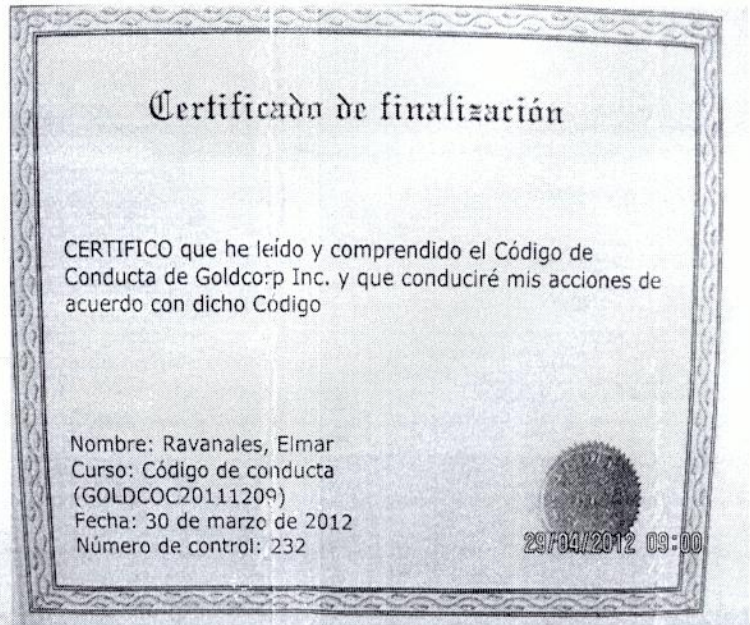 Certificado de finalización
CERTIFICO que he leído y comprendido el Código de
Conducta de Goldcorp Inc. y que conduciré mis acciones de
acuerdo con dicho Código
Nombre: Ravanales, Elmar
Curso: Código de conducta
(GOLDCOC20111209)
Fecha: 30 de marzo de 2012
Número de control: 232
29/04/2012 09:00